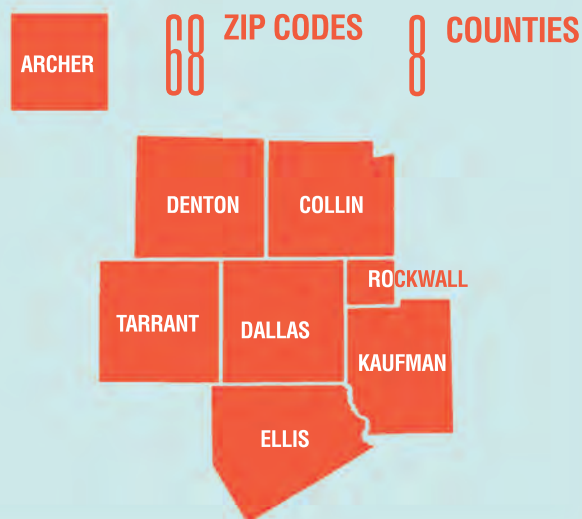 68 ZIP CODES
8 COUNTIES
ARCHER
DENTON
COLLIN
ROCKWALL
TARRANT
DALLAS
KAUFMAN
ELLIS